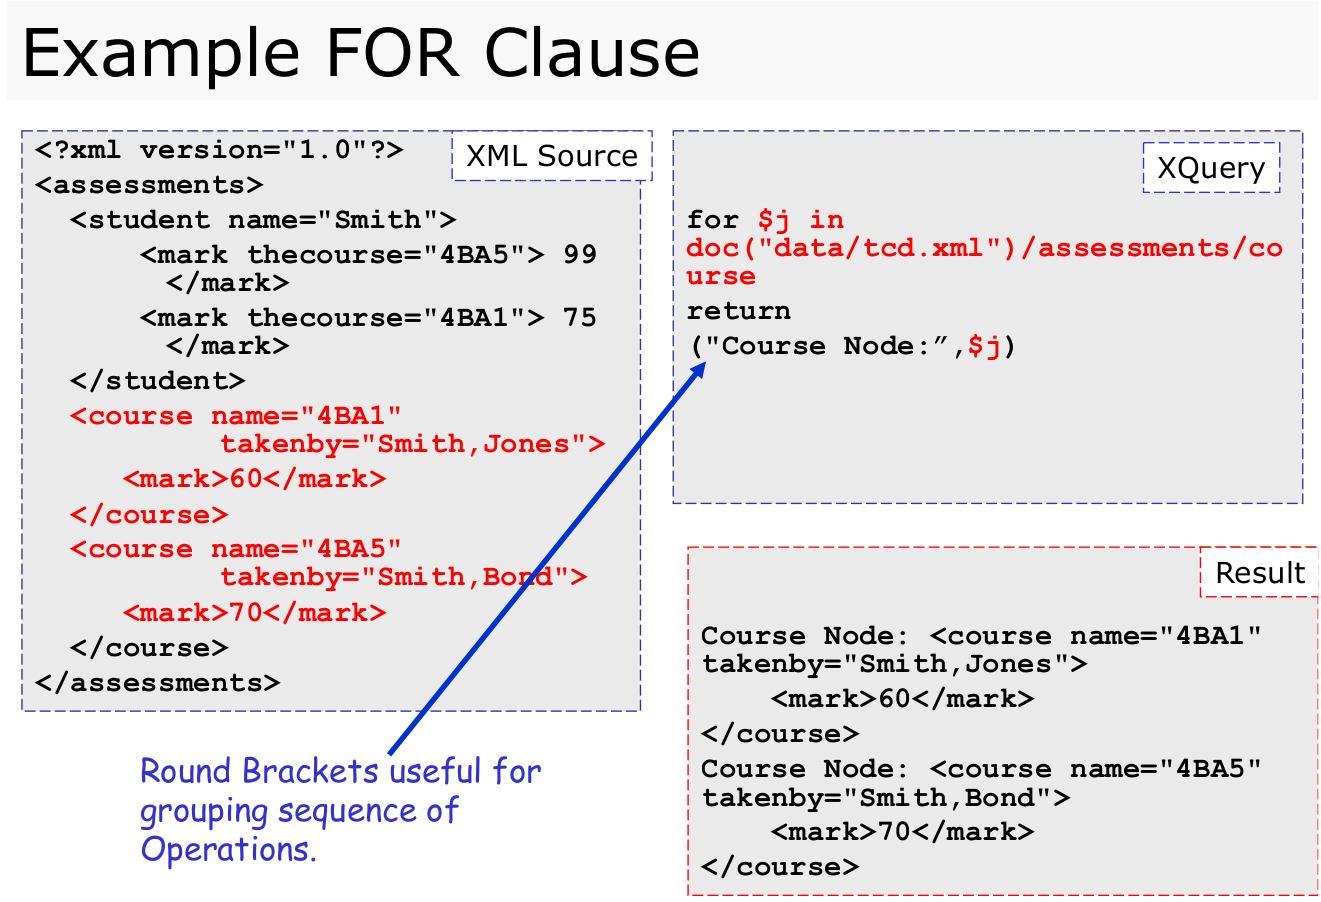 Example FOR Clause
XML Source
<?xml version="1.0"?>
<assessments>
<student name="Smith">
<mark thecourse="4BA5"> 99
</mark>
<mark thecourse="4BA1"> 75
</mark>
</student>
<course name="4BA1"
takenby="Smith,Jones">
<mark>60</mark>
</course>
<course name="4BA5"
takenby="Smith,Bond">
<mark>70</mark>
</course>
</assessments>
XQuery
for $j in
doc("data/tcd.xml")/assessments/co
urse
return
("Course Node:”,$j)
Round Brackets useful for
grouping sequence of
Operations.
Result
Course Node: <course name="4BA1"
takenby="Smith,Jones">
<mark>60</mark>
</course>
Course Node: <course name="4BA5"
takenby="Smith,Bond">
<mark>70</mark>
</course>